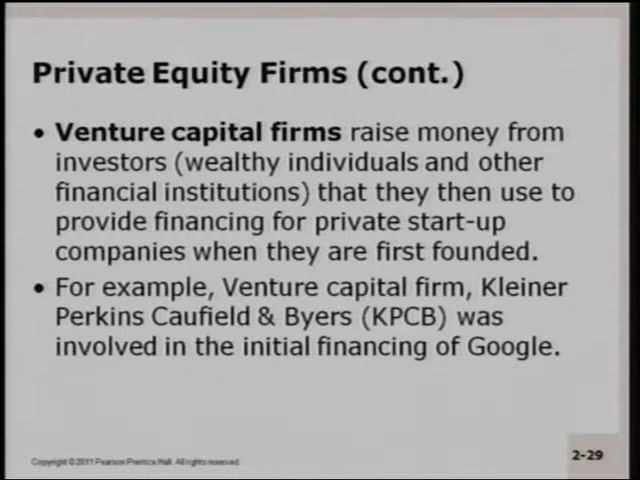 Private Equity Firms (cont.)
• Venture capital firms raise money from
investors (wealthy individuals and other
financial institutions) that they then use to
provide financing for private start-up
companies when they are first founded.
• For example, Venture capital firm, Kleiner
Perkins Caufield & Byers (KPCB) was
involved in the initial financing of Google.
Copyright © 2011 Pearson Prentice Hall. All rights reserved.
2-29